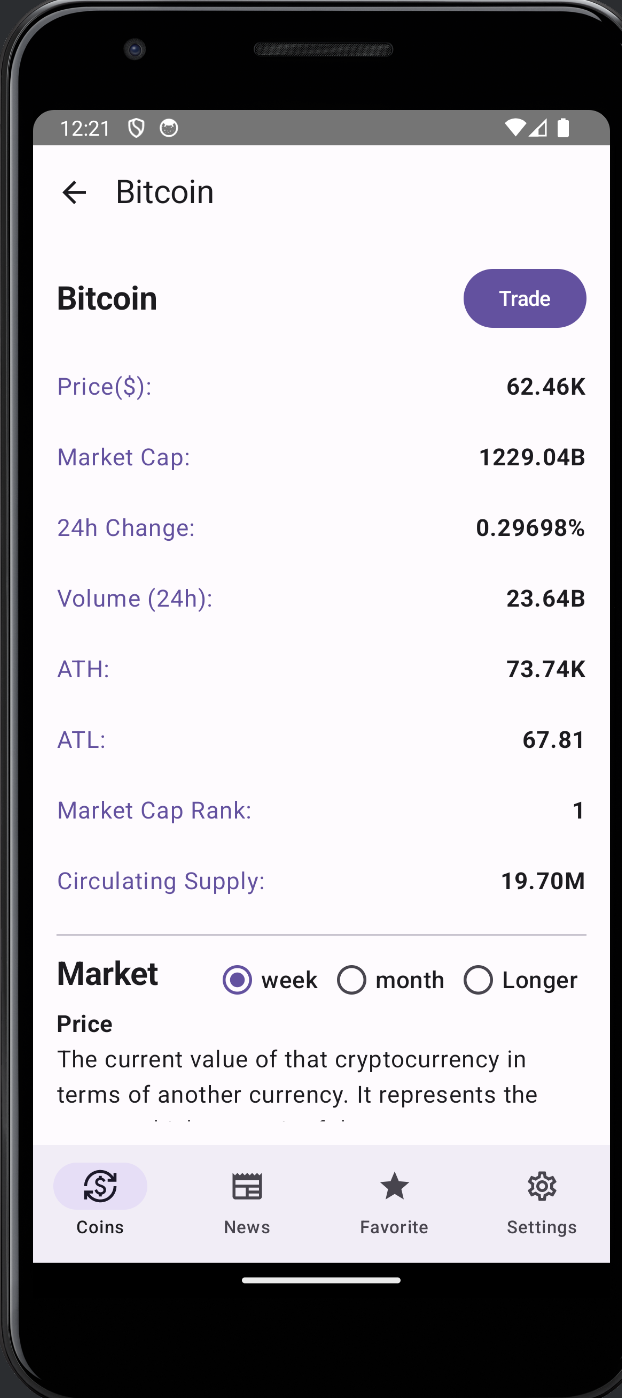 12:21
Bitcoin
Bitcoin
Trade
Price($): 62.46K
Market Cap: 1229.04B
24h Change: 0.29698%
Volume (24h): 23.64B
ATH: 73.74K
ATL: 67.81
Market Cap Rank: 1
Circulating Supply: 19.70M
Market week month Longer
Price
The current value of that cryptocurrency in
terms of another currency. It represents the
Coins News Favorite Settings